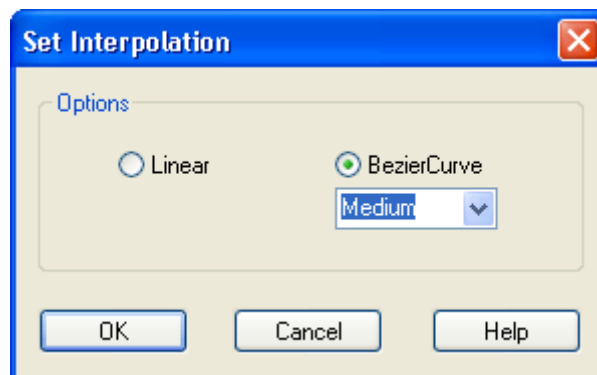 Set Interpolation
Options
Linear BezierCurve
Medium
OK Cancel Help